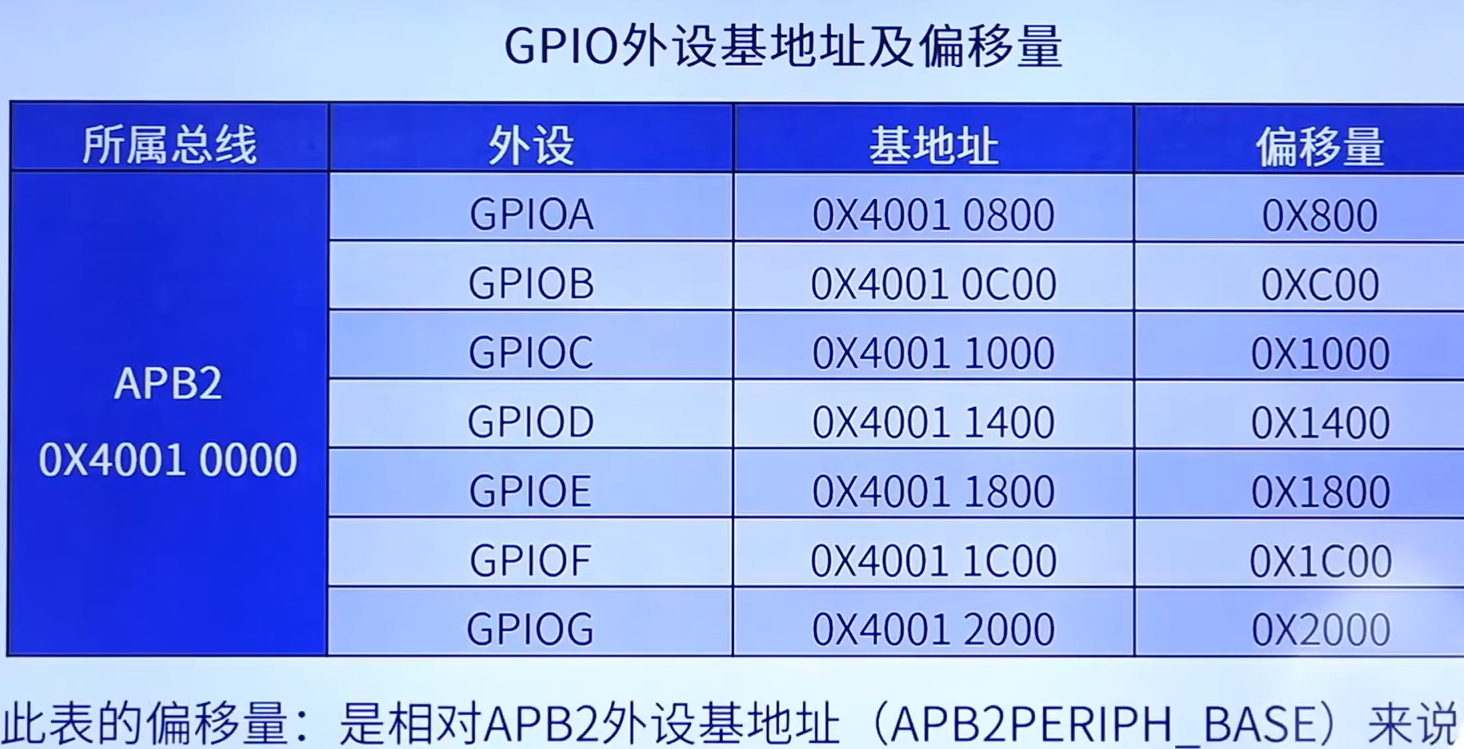 GPIO外设基地址及偏移量
所属总线 外设 基地址 偏移量
APB2
0X4001 0000
GPIOA 0X4001 0800 0X800
GPIOB 0X4001 0C00 0XC00
GPIOC 0X4001 1000 0X1000
GPIOD 0X4001 1400 0X1400
GPIOE 0X4001 1800 0X1800
GPIOF 0X4001 1C00 0X1C00
GPIOG 0X4001 2000 0X2000
此表的偏移量：是相对APB2外设基地址（APB2PERIPH_BASE）来说